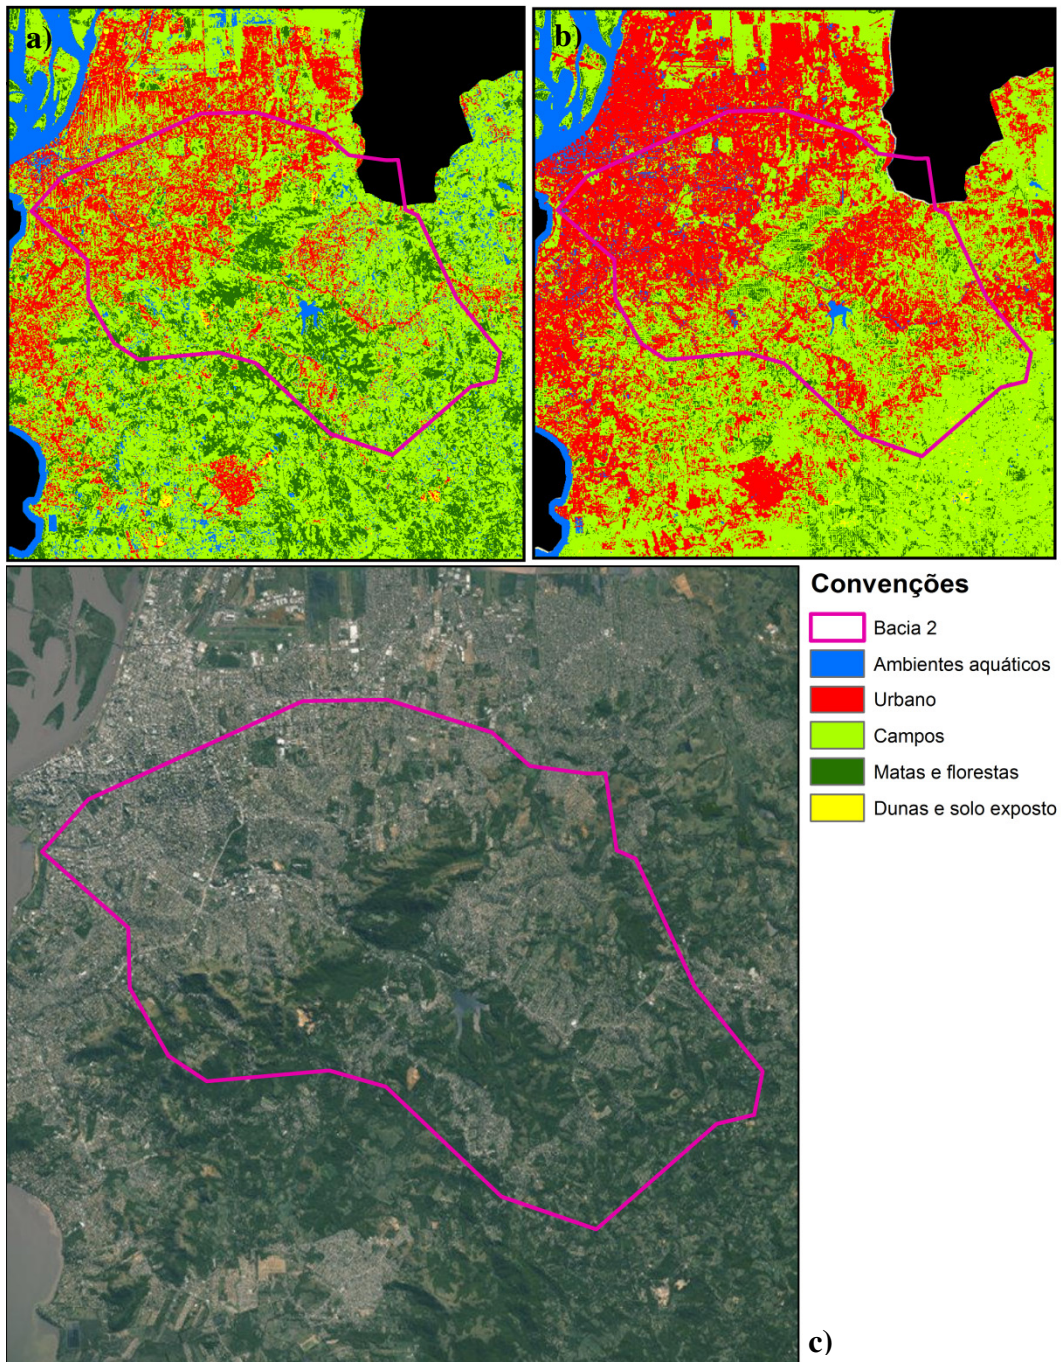 a)
b)
Convenções
Bacia 2
Ambientes aquáticos
Urbano
Campos
Matas e florestas
Dunas e solo exposto
c)